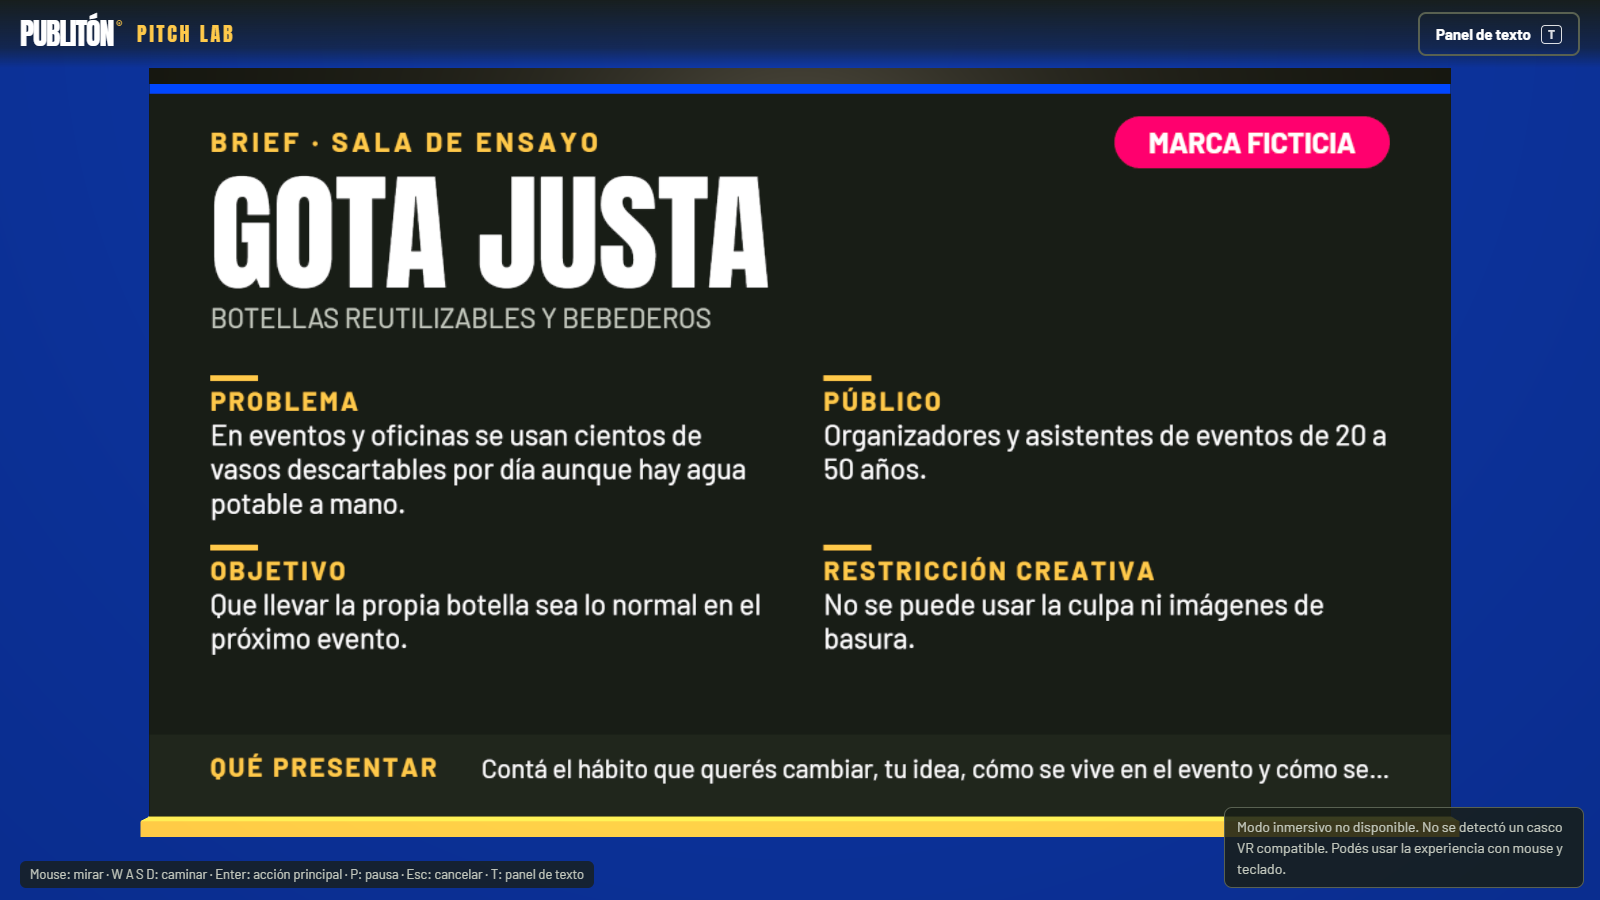 PUBLITÓN PITCH LAB
Panel de texto T
BRIEF · SALA DE ENSAYO
MARCA FICTICIA
GOTA JUSTA
BOTELLAS REUTILIZABLES Y BEBEDEROS
PROBLEMA
En eventos y oficinas se usan cientos de
vasos descartables por día aunque hay agua
potable a mano.
PÚBLICO
Organizadores y asistentes de eventos de 20 a
50 años.
OBJETIVO
Que llevar la propia botella sea lo normal en el
próximo evento.
RESTRICCIÓN CREATIVA
No se puede usar la culpa ni imágenes de
basura.
QUÉ PRESENTAR Contá el hábito que querés cambiar, tu idea, cómo se vive en el evento y cómo se...
Modo inmersivo no disponible. No se detectó un casco
VR compatible. Podés usar la experiencia con mouse y
teclado.
Mouse: mirar · W A S D: caminar · Enter: acción principal · P: pausa · Esc: cancelar · T: panel de texto